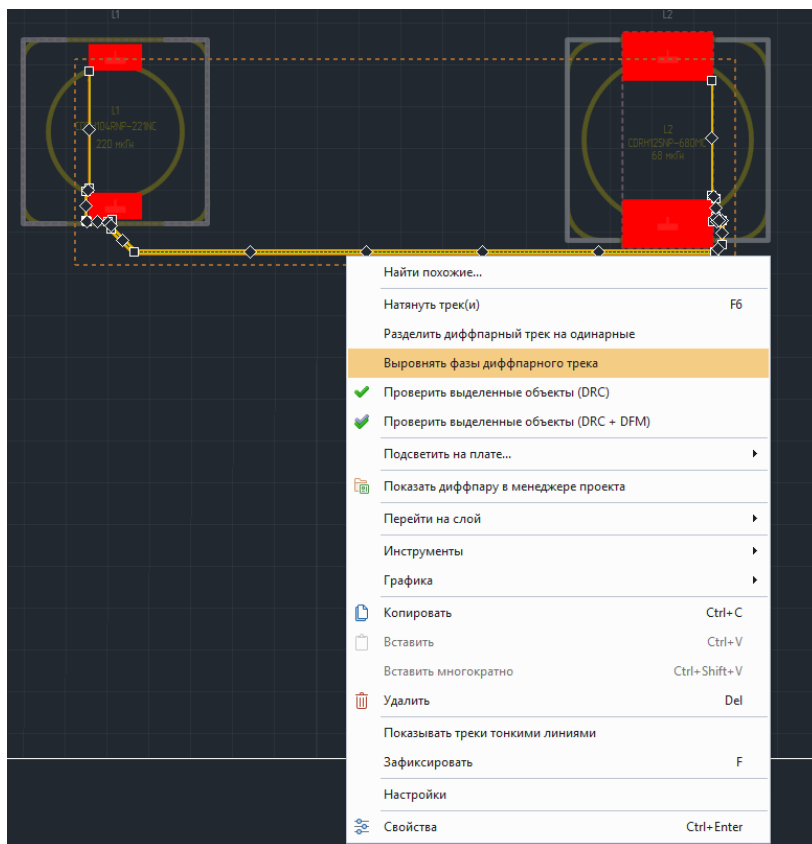 L1
L2
L1
220 мкГн
L2
CDRH125NP-680MC
68 мкГн
Найти похожие...
Натянуть трек(и) F6
Разделить диффпарный трек на одинарные
Выровнять фазы диффпарного трека
Проверить выделенные объекты (DRC)
Проверить выделенные объекты (DRC + DFM)
Подсветить на плате...
Показать диффпару в менеджере проекта
Перейти на слой
Инструменты
Графика
Копировать Ctrl+C
Вставить Ctrl+V
Вставить многократно Ctrl+Shift+V
Удалить Del
Показывать треки тонкими линиями
Зафиксировать F
Настройки
Свойства Ctrl+Enter